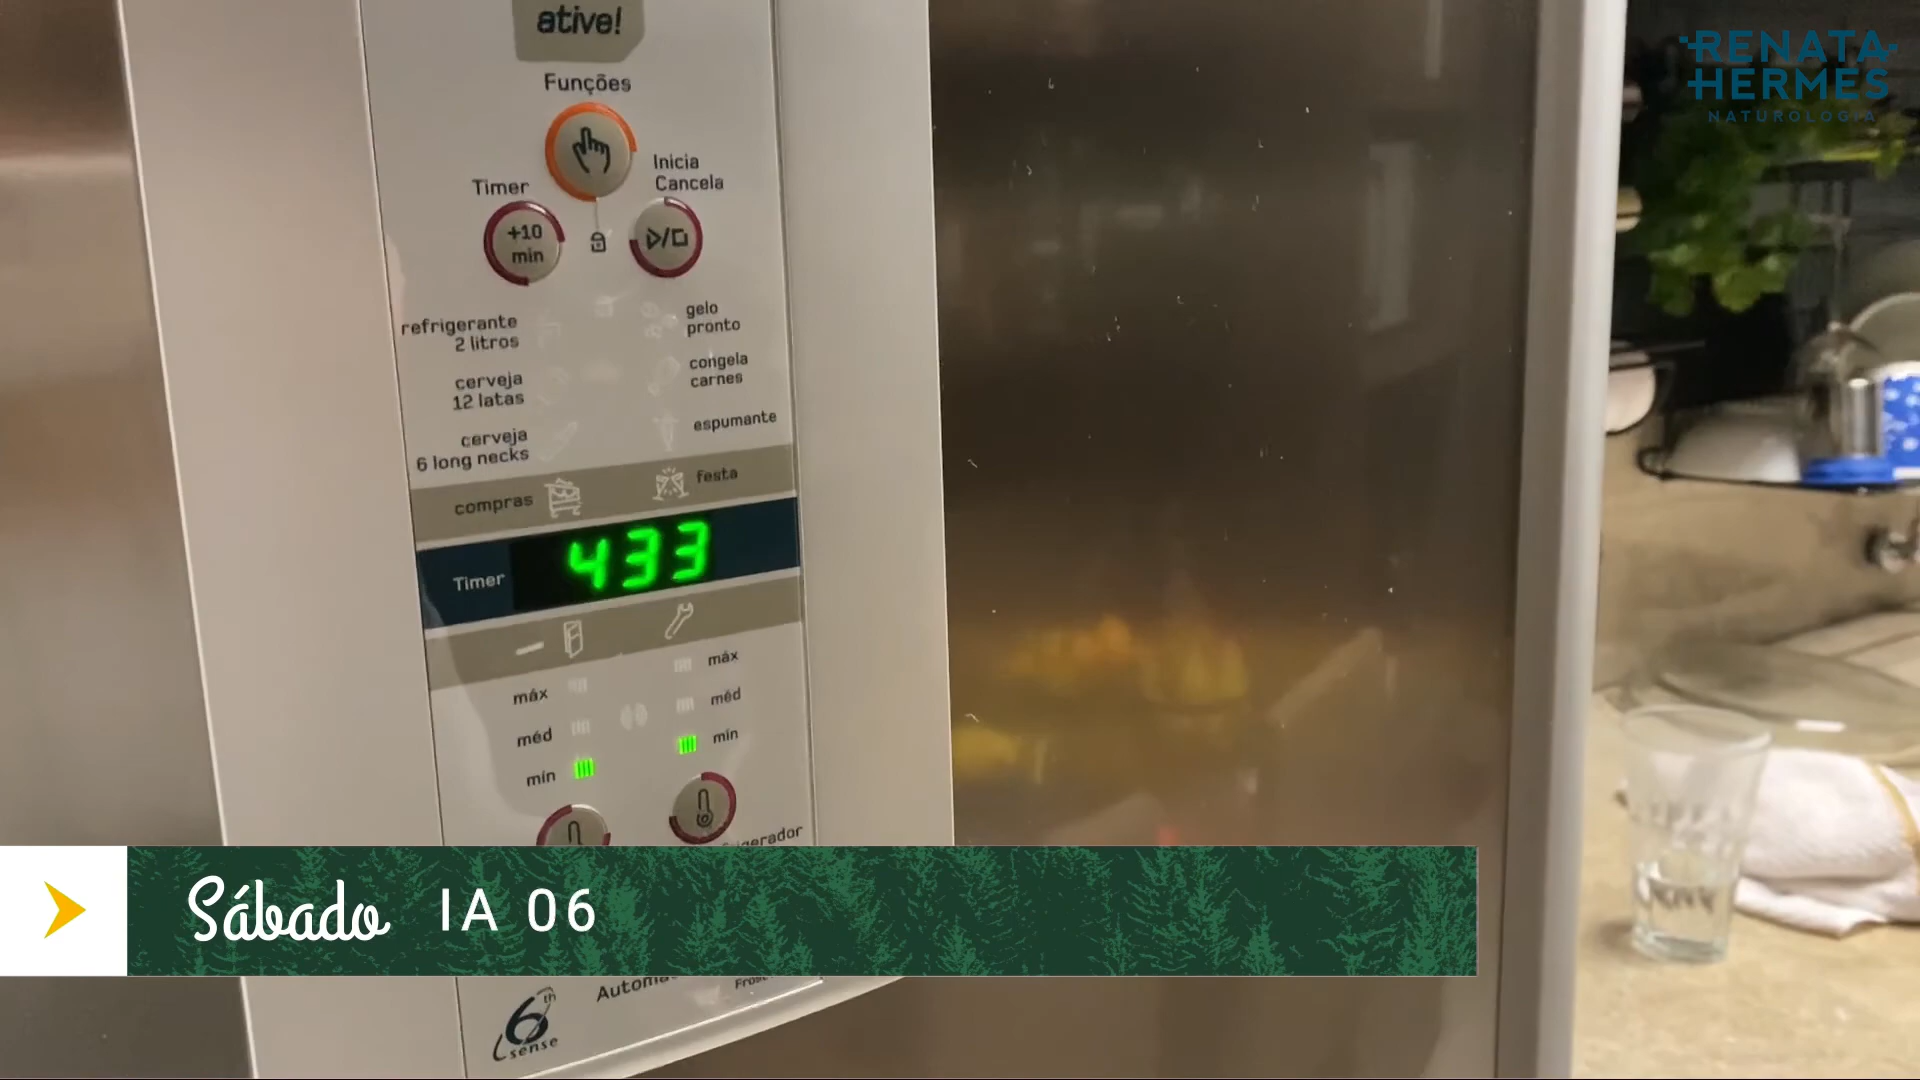 RENATA
HERMES
NATUROLOGIA
ative!
Funções
Timer
Inicia
Cancela
+10
min
refrigerante
2 litros
gelo
pronto
cerveja
12 latas
congela
carnes
cerveja
6 long necks
espumante
compras
festa
Timer
433
máx
máx
méd
méd
mín
mín
Sábado IA 06
6th
sense